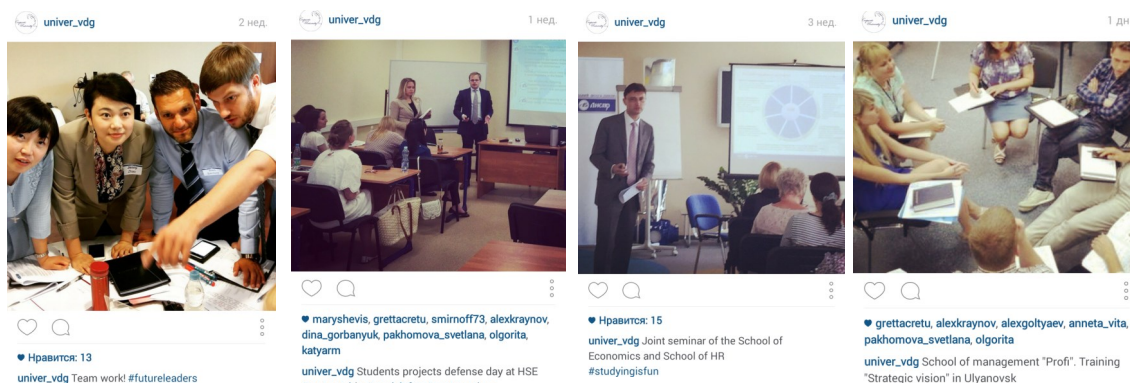 univer_vdg
2 нед.
Нравится: 13
univer_vdg Team work! #futureleaders
univer_vdg
1 нед.
maryshevis, grettacretu, smirnoff73, alexkraynov,
dina_gorbanyuk, pakhomova_svetlana, olgorita,
katyarm
univer_vdg Students projects defense day at HSE
univer_vdg
3 нед.
Днепр
Нравится: 15
univer_vdg Joint seminar of the School of
Economics and School of HR
#studyingisfun
univer_vdg
1 дн
grettacretu, alexkraynov, alexgoltyaev, anneta_vita,
pakhomova_svetlana, olgorita
univer_vdg School of management "Profi". Training
"Strategic vision" in Ulyanovsk